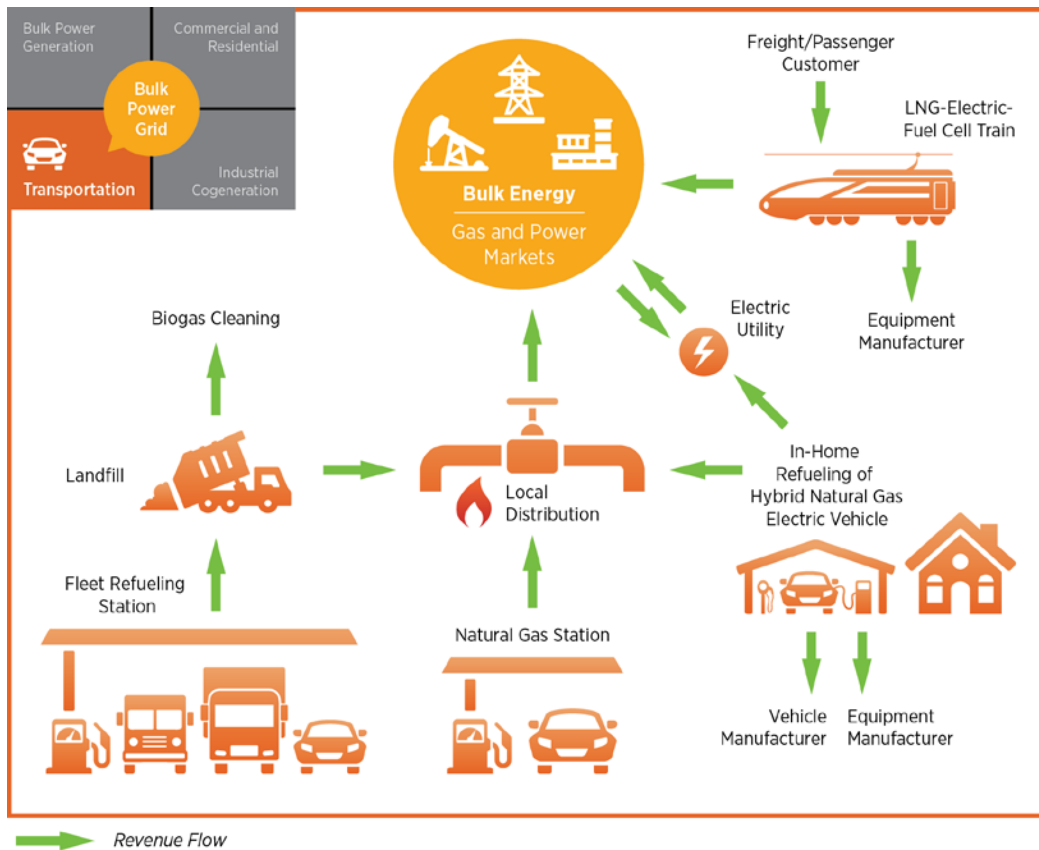 Bulk Power
Generation
Commercial and
Residential
Bulk
Power
Grid
Transportation
Industrial
Cogeneration
Bulk Energy
Gas and Power
Markets
Freight/Passenger
Customer
LNG-Electric-
Fuel Cell Train
Equipment
Manufacturer
Electric
Utility
Biogas Cleaning
Landfill
Local
Distribution
In-Home
Refueling of
Hybrid Natural Gas
Electric Vehicle
Fleet Refueling
Station
Natural Gas Station
Vehicle
Manufacturer
Equipment
Manufacturer
Revenue Flow